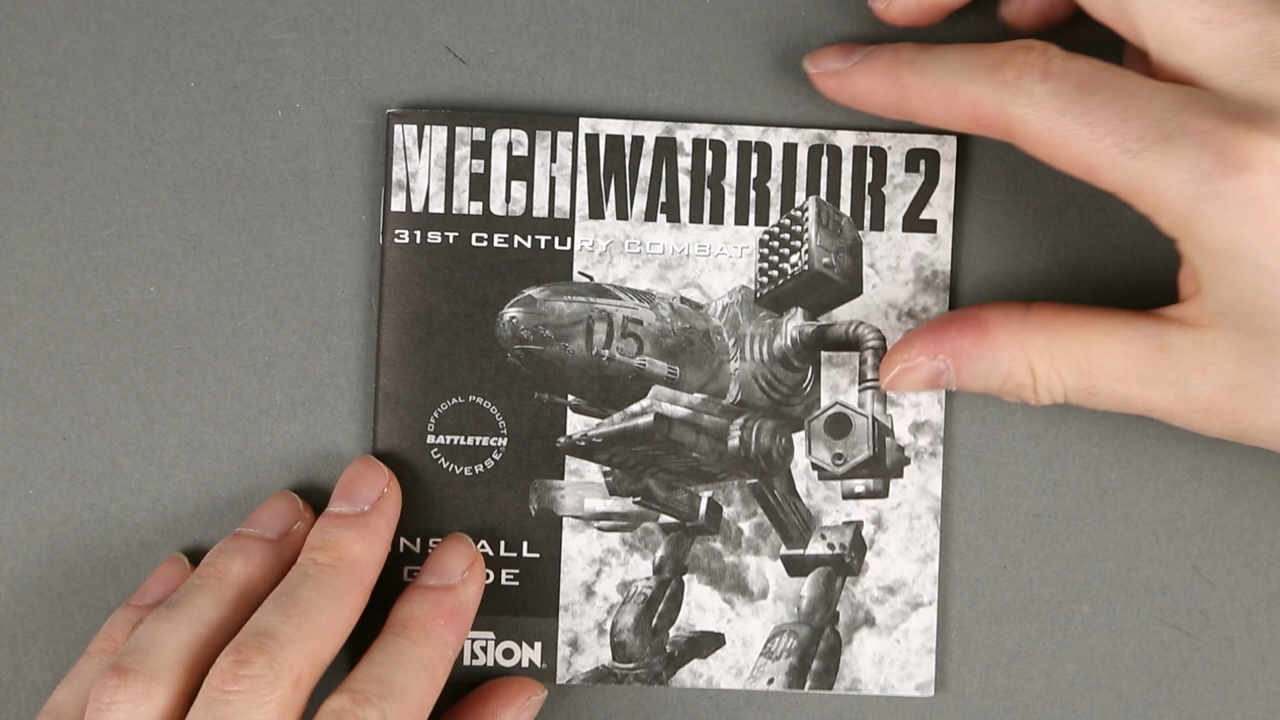 MECHWARRIOR 2
31ST CENTURY COMBAT
05
OFFICIAL PRODUCT
BATTLETECH
UNIVERSE